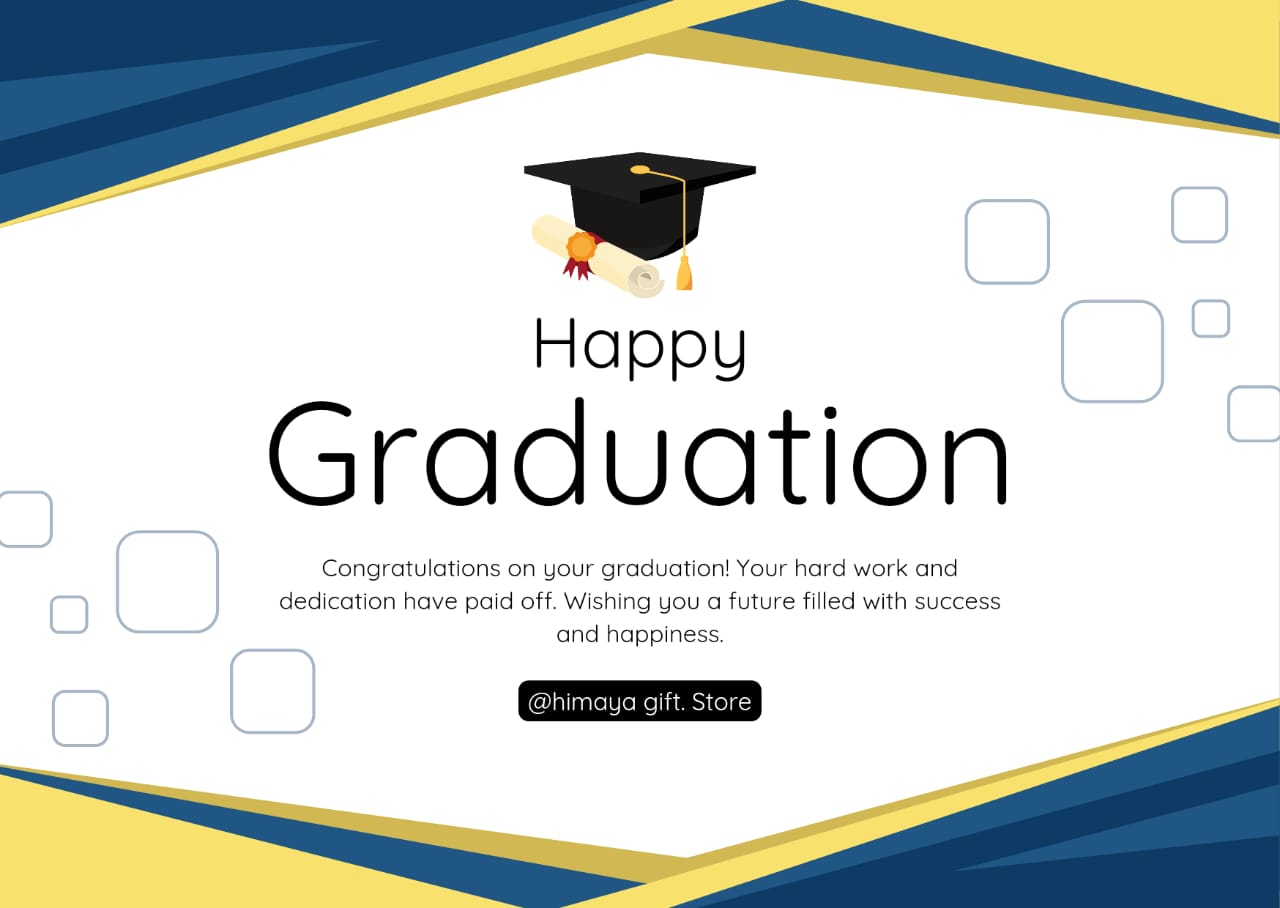 Happy
Graduation
Congratulations on your graduation! Your hard work and
dedication have paid off. Wishing you a future filled with success
and happiness.
@himaya gift. Store